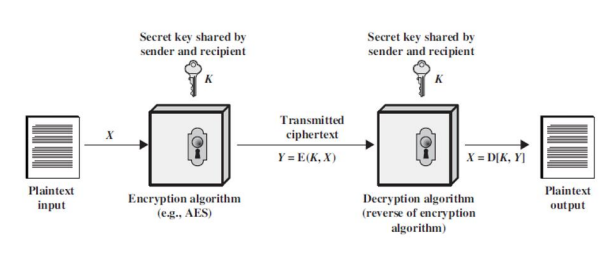 Secret key shared by
sender and recipient
K
Secret key shared by
sender and recipient
K
X
Transmitted
ciphertext
Y = E(K, X)
X = D[K, Y]
Plaintext
input
Encryption algorithm
(e.g., AES)
Decryption algorithm
(reverse of encryption
algorithm)
Plaintext
output